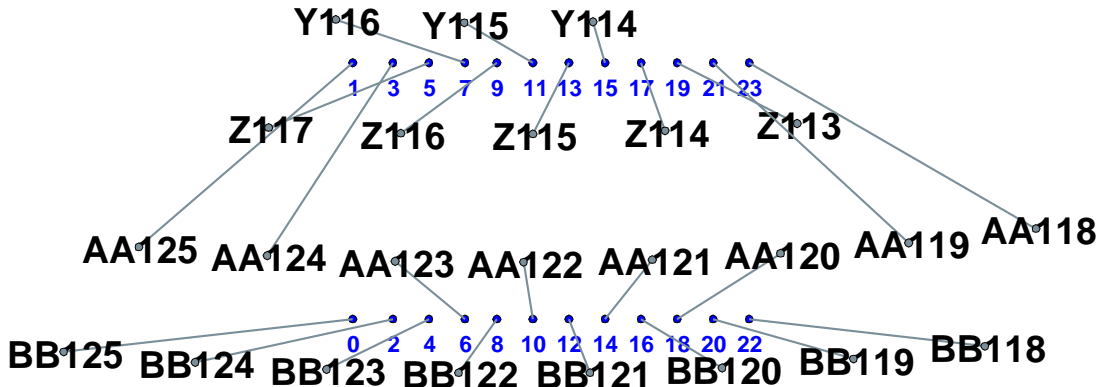 Y116 Y115 Y114
1 3 5 7 9 11 13 15 17 19 21 23
Z117 Z116 Z115 Z114 Z113
AA125 AA124 AA123 AA122 AA121 AA120 AA119 AA118
0 2 4 6 8 10 12 14 16 18 20 22
BB125 BB124 BB123 BB122 BB121 BB120 BB119 BB118